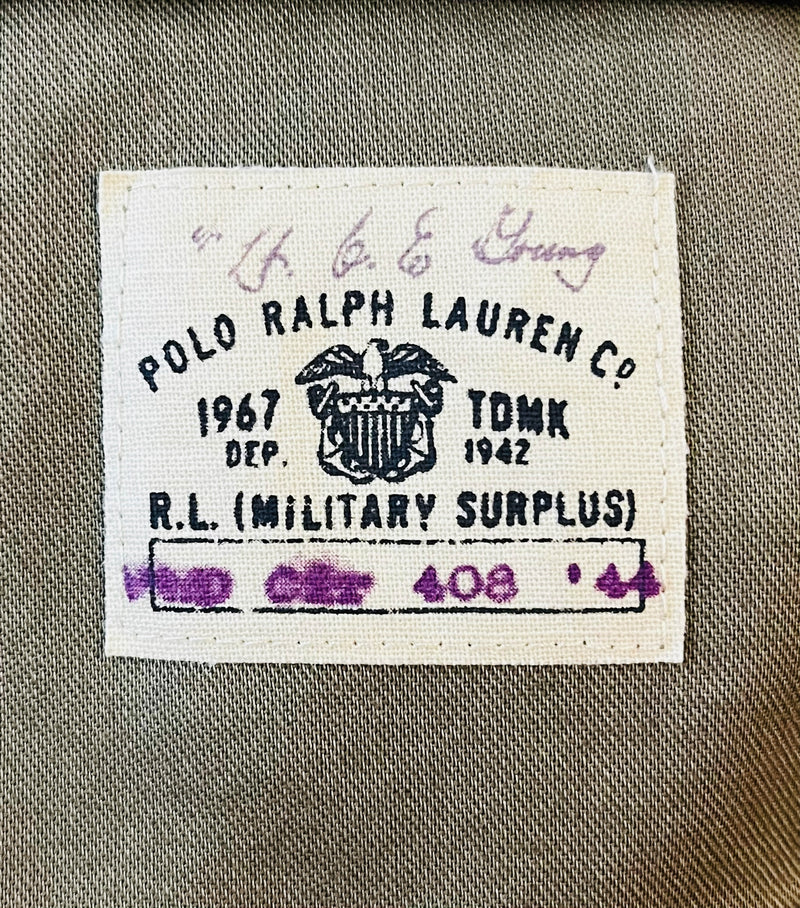 "Lt. C. E Young
POLO RALPH LAUREN Co
1967 TDMK
DEP. 1942
R.L. (MILITARY SURPLUS)
408 '44